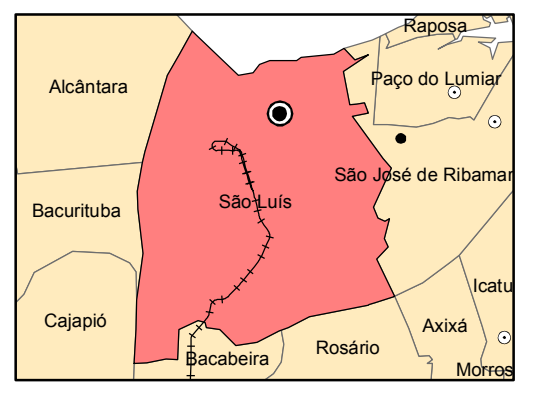 Raposa
Alcântara
Paço do Lumiar
São José de Ribamar
Bacurituba
São Luís
Icatu
Cajapió
Axixá
Bacabeira
Rosário
Morros